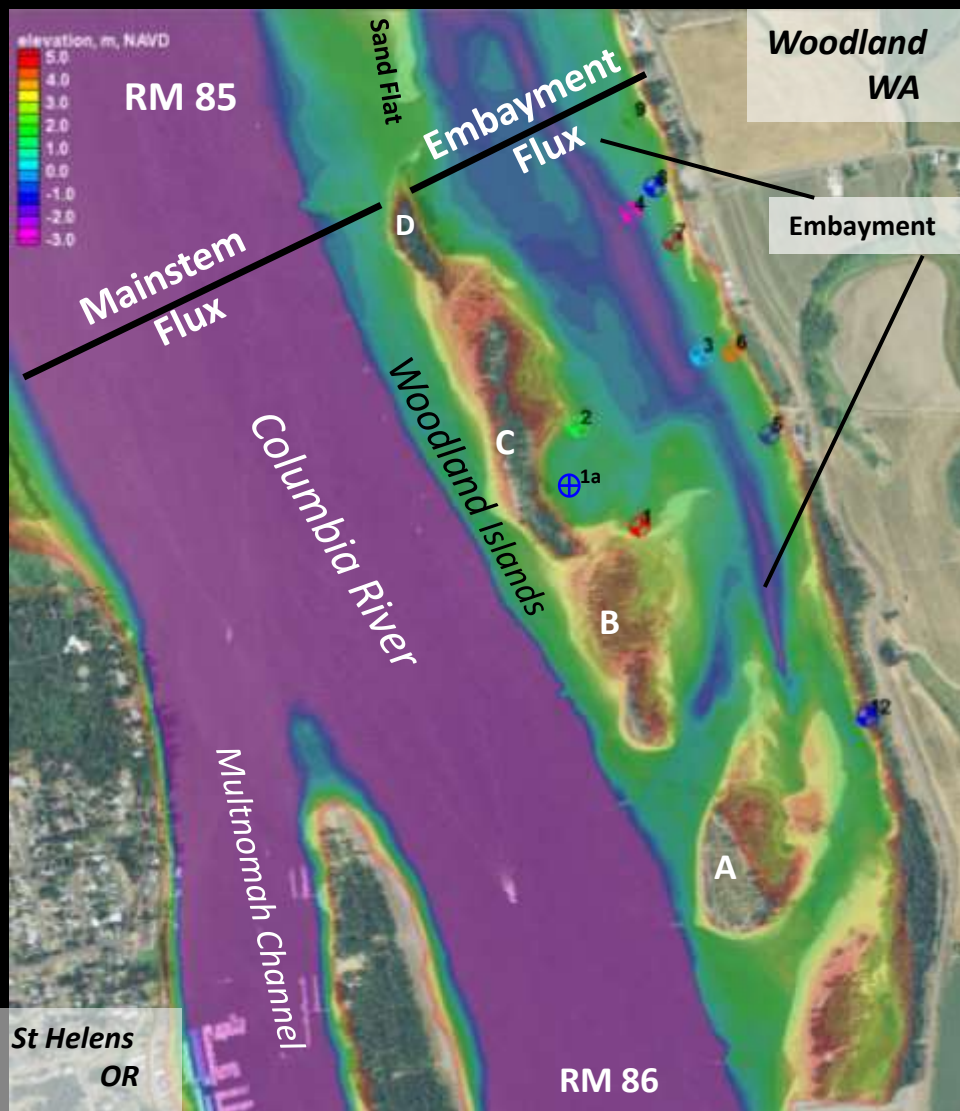 elevation, m, NAVD
5.0
4.0
3.0
2.0
1.0
0.0
-1.0
-2.0
-3.0
RM 85
Sand Flat
Woodland
WA
Embayment
Flux
Embayment
Mainstem
Flux
9
8
4
7
D
3
6
5
2
C
1a
1
Woodland Islands
Columbia River
B
12
A
Multnomah Channel
St Helens
OR
RM 86